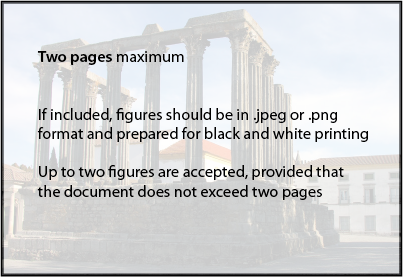 Two pages maximum
If included, figures should be in .jpeg or .png
format and prepared for black and white printing
Up to two figures are accepted, provided that
the document does not exceed two pages